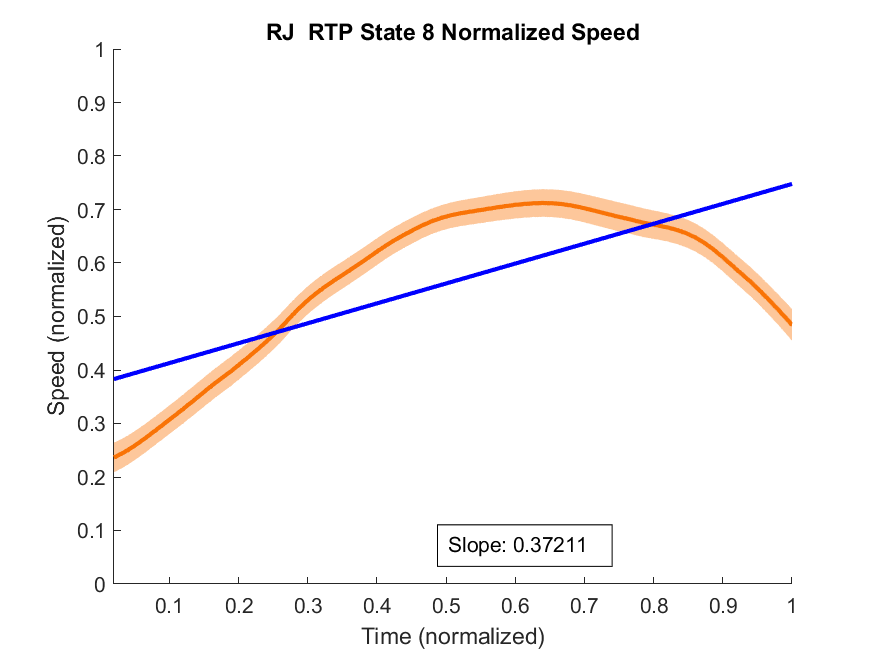 RJ  RTP State 8 Normalized Speed
1
0.9
0.8
0.7
0.6
0.5
0.4
0.3
0.2
0.1
0
Speed (normalized)
Slope: 0.37211
0.1 0.2 0.3 0.4 0.5 0.6 0.7 0.8 0.9 1
Time (normalized)